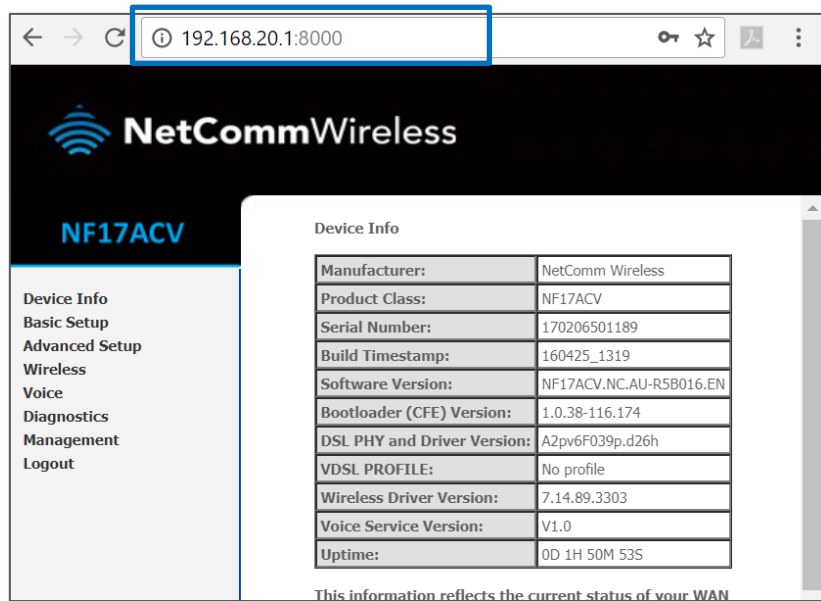 192.168.20.1:8000
NetCommWireless
NF17ACV
Device Info
Basic Setup
Advanced Setup
Wireless
Voice
Diagnostics
Management
Logout
Device Info
Manufacturer: NetComm Wireless
Product Class: NF17ACV
Serial Number: 170206501189
Build Timestamp: 160425_1319
Software Version: NF17ACV.NC.AU-R5B016.EN
Bootloader (CFE) Version: 1.0.38-116.174
DSL PHY and Driver Version: A2pv6F039p.d26h
VDSL PROFILE: No profile
Wireless Driver Version: 7.14.89.3303
Voice Service Version: V1.0
Uptime: 0D 1H 50M 53S
This information reflects the current status of your WAN